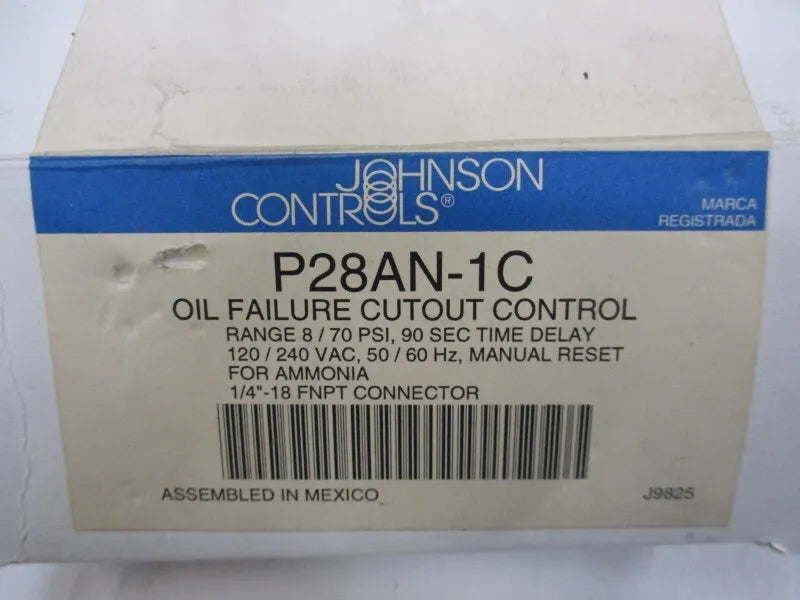 JOHNSON
CONTROLS®
MARCA
REGISTRADA
P28AN-1C
OIL FAILURE CUTOUT CONTROL
RANGE 8 / 70 PSI, 90 SEC TIME DELAY
120 / 240 VAC, 50 / 60 Hz, MANUAL RESET
FOR AMMONIA
1/4"-18 FNPT CONNECTOR
ASSEMBLED IN MEXICO
J9825